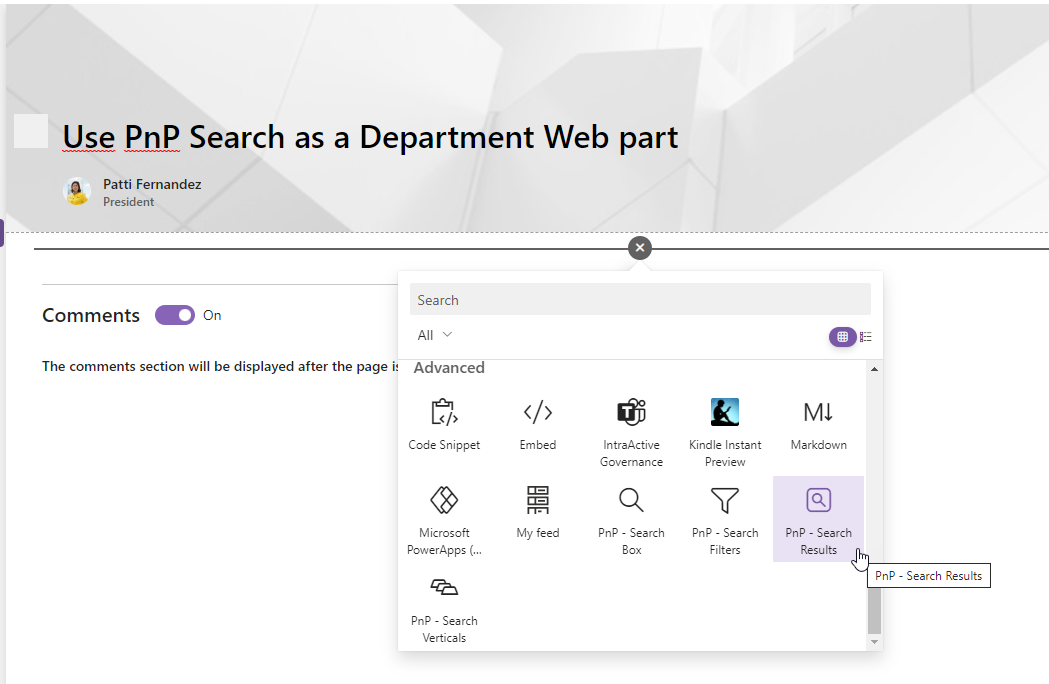 Use PnP Search as a Department Web part
Patti Fernandez
President
Comments
On
The comments section will be displayed after the page is
Search
All
Advanced
Code Snippet
Embed
IntraActive
Governance
Kindle Instant
Preview
M↓
Markdown
Microsoft
PowerApps (...
My feed
PnP - Search
Box
PnP - Search
Filters
PnP - Search
Results
PnP - Search Results
PnP - Search
Verticals